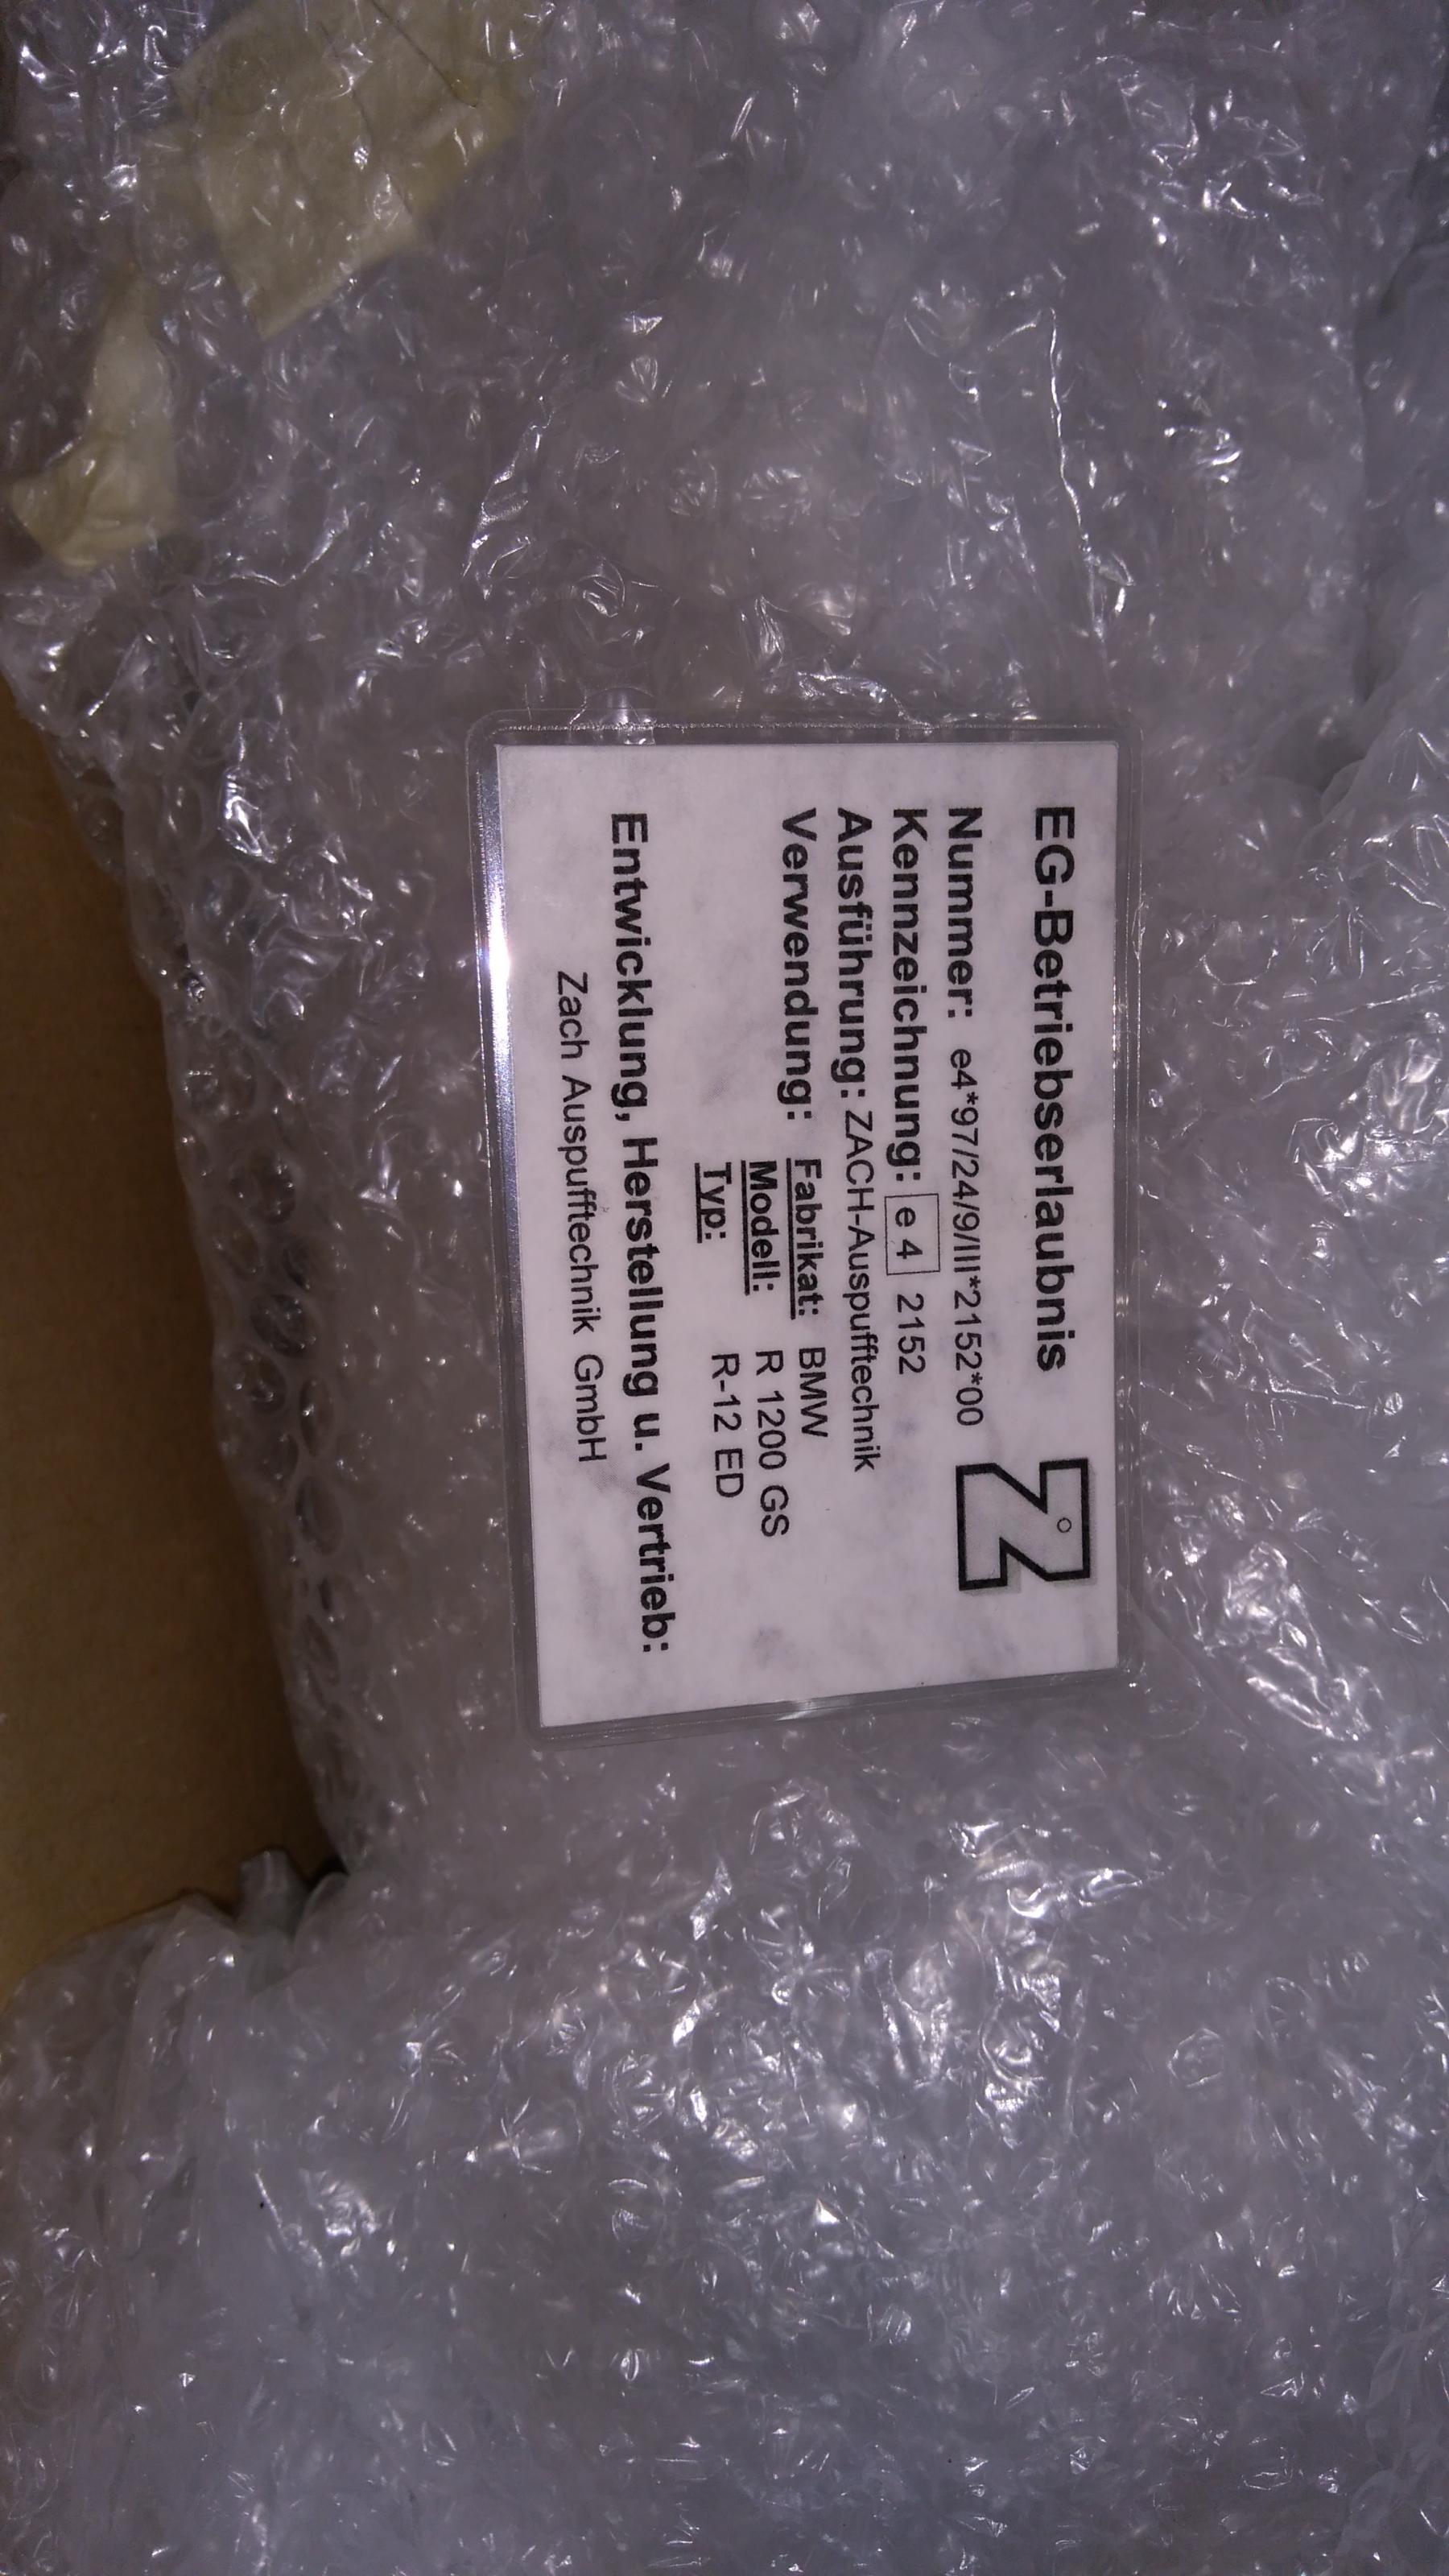 EG-Betriebserlaubnis
Nummer: e4*97/24/9/III*2152*00
Kennzeichnung: e 4 2152
Ausführung: ZACH-Auspufftechnik
Verwendung: Fabrikat: BMW
Modell: R 1200 GS
Typ: R-12 ED
Entwicklung, Herstellung u. Vertrieb:
Zach Auspufftechnik GmbH
Z